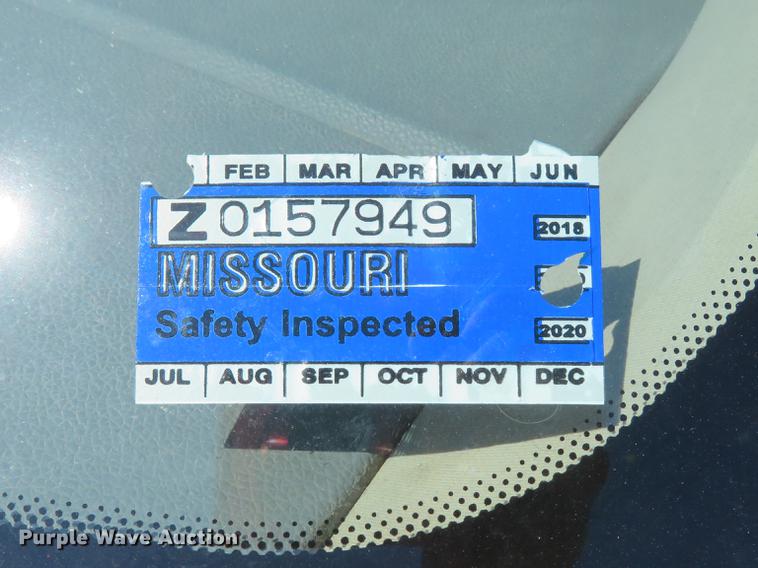 FEB MAR APR MAY JUN
Z 0157949
2018
MISSOURI
Safety Inspected
2020
JUL AUG SEP OCT NOV DEC
Purple Wave Auction